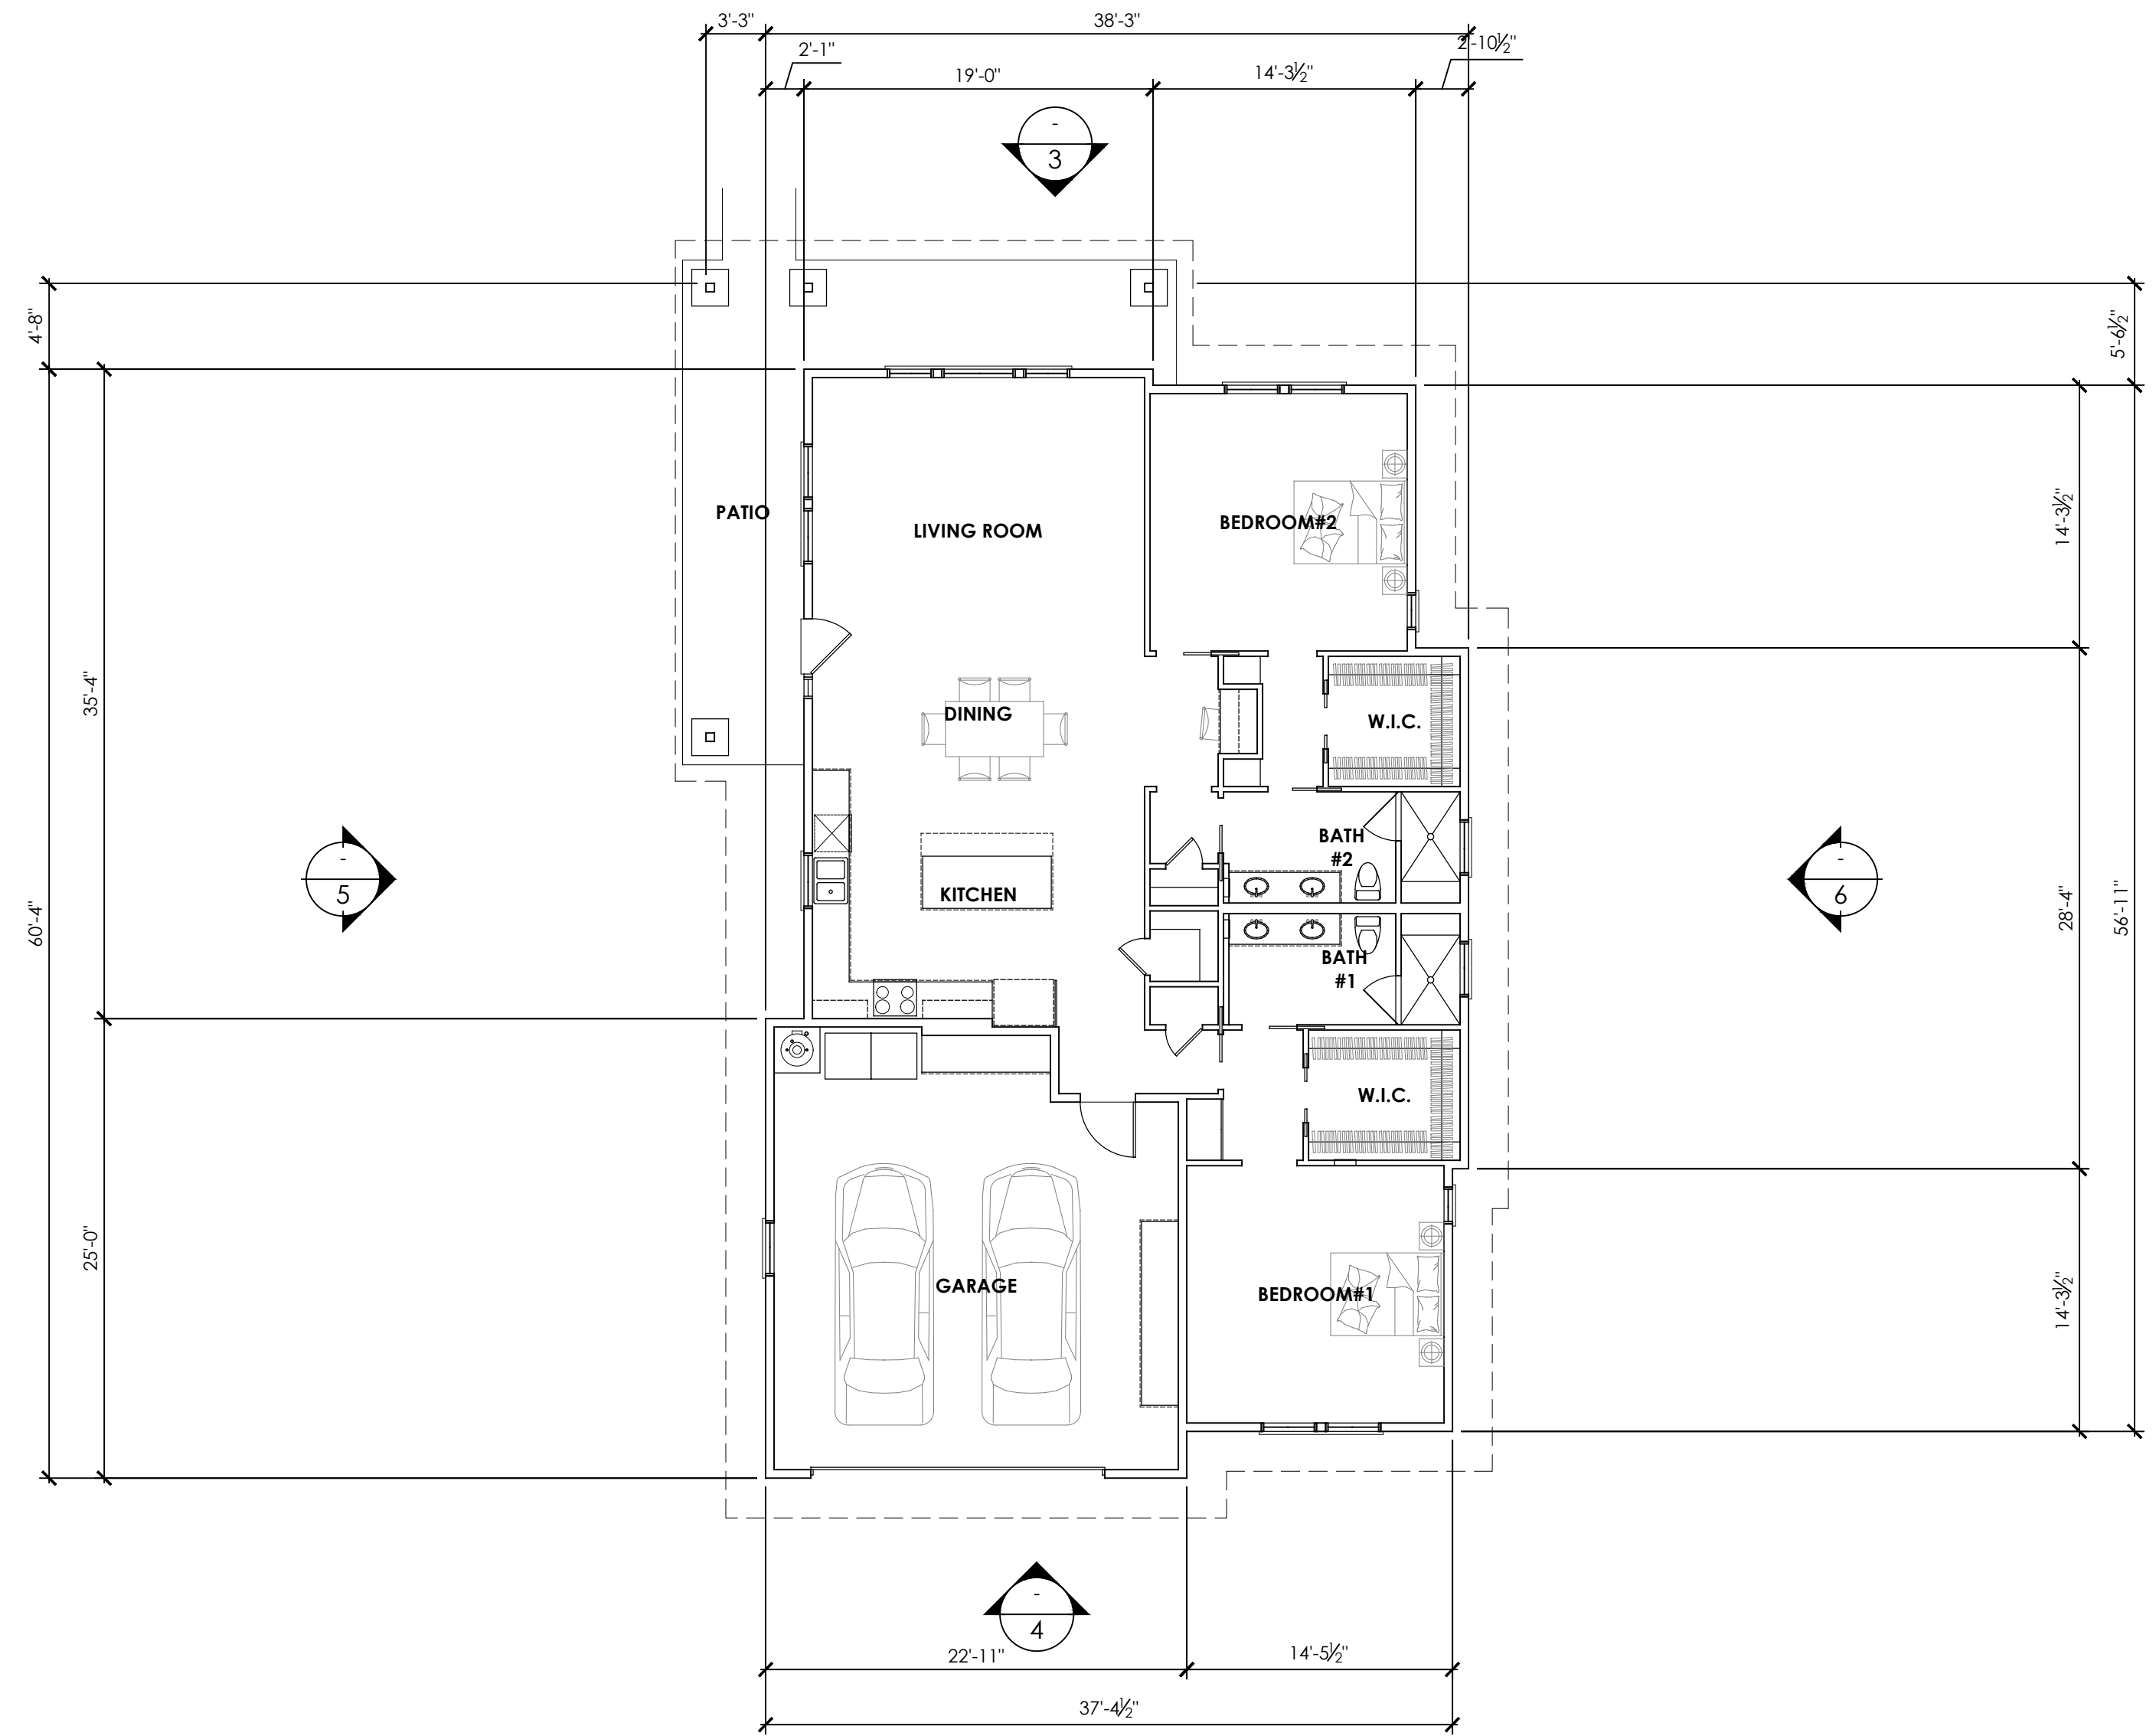 3'-3"
38'-3"
2'-1"
2'-10½"
19'-0"
14'-3½"
-
3
4'-8"
5'-6½"
PATIO
LIVING ROOM
BEDROOM#2
14'-3½"
35'-4"
DINING
W.I.C.
BATH
#2
-
5
KITCHEN
-
6
60'-4"
28'-4"
56'-11"
BATH
#1
W.I.C.
25'-0"
GARAGE
BEDROOM#1
14'-3½"
-
4
22'-11"
14'-5½"
37'-4½"